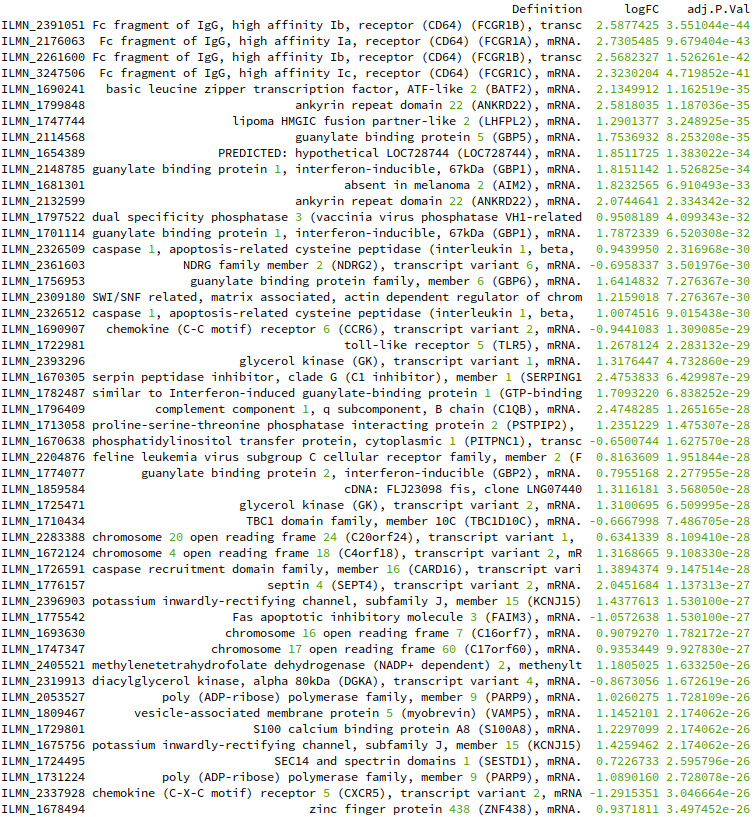 Definition logFC adj.P.Val
ILMN_2391051 Fc fragment of IgG, high affinity Ib, receptor (CD64) (FCGR1B), transc 2.5877425 3.551044e-44
ILMN_2176063 Fc fragment of IgG, high affinity Ia, receptor (CD64) (FCGR1A), mRNA. 2.7305485 9.679404e-43
ILMN_2261600 Fc fragment of IgG, high affinity Ib, receptor (CD64) (FCGR1B), transc 2.5682327 1.526261e-42
ILMN_3247506 Fc fragment of IgG, high affinity Ic, receptor (CD64) (FCGR1C), mRNA. 2.3230204 4.719852e-41
ILMN_1690241 basic leucine zipper transcription factor, ATF-like 2 (BATF2), mRNA. 2.1349912 1.162519e-35
ILMN_1799848 ankyrin repeat domain 22 (ANKRD22), mRNA. 2.5818035 1.187036e-35
ILMN_1747744 lipoma HMGIC fusion partner-like 2 (LHFPL2), mRNA. 1.2901377 3.248925e-35
ILMN_2114568 guanylate binding protein 5 (GBP5), mRNA. 1.7536932 8.253208e-35
ILMN_1654389 PREDICTED: hypothetical LOC728744 (LOC728744), mRNA. 1.8511725 1.383022e-34
ILMN_2148785 guanylate binding protein 1, interferon-inducible, 67kDa (GBP1), mRNA. 1.8151142 1.526825e-34
ILMN_1681301 absent in melanoma 2 (AIM2), mRNA. 1.8232565 6.910493e-33
ILMN_2132599 ankyrin repeat domain 22 (ANKRD22), mRNA. 2.0744641 2.334342e-32
ILMN_1797522 dual specificity phosphatase 3 (vaccinia virus phosphatase VH1-related 0.9508189 4.099343e-32
ILMN_1701114 guanylate binding protein 1, interferon-inducible, 67kDa (GBP1), mRNA. 1.7872339 6.520308e-32
ILMN_2326509 caspase 1, apoptosis-related cysteine peptidase (interleukin 1, beta, 0.9439950 2.316968e-30
ILMN_2361603 NDRG family member 2 (NDRG2), transcript variant 6, mRNA. -0.6958337 3.501976e-30
ILMN_1756953 guanylate binding protein family, member 6 (GBP6), mRNA. 1.6414832 7.276367e-30
ILMN_2309180 SWI/SNF related, matrix associated, actin dependent regulator of chrom 1.2159018 7.276367e-30
ILMN_2326512 caspase 1, apoptosis-related cysteine peptidase (interleukin 1, beta, 1.0074516 9.015438e-30
ILMN_1690907 chemokine (C-C motif) receptor 6 (CCR6), transcript variant 2, mRNA. -0.9441083 1.309085e-29
ILMN_1722981 toll-like receptor 5 (TLR5), mRNA. 1.2678124 2.283132e-29
ILMN_2393296 glycerol kinase (GK), transcript variant 1, mRNA. 1.3176447 4.732860e-29
ILMN_1670305 serpin peptidase inhibitor, clade G (C1 inhibitor), member 1 (SERPING1 2.4753833 6.429987e-29
ILMN_1782487 similar to Interferon-induced guanylate-binding protein 1 (GTP-binding 1.7093220 6.838252e-29
ILMN_1796409 complement component 1, q subcomponent, B chain (C1QB), mRNA. 2.4748285 1.265165e-28
ILMN_1713058 proline-serine-threonine phosphatase interacting protein 2 (PSTPIP2), 1.2351229 1.475307e-28
ILMN_1670638 phosphatidylinositol transfer protein, cytoplasmic 1 (PITPNC1), transc -0.6500744 1.627570e-28
ILMN_2204876 feline leukemia virus subgroup C cellular receptor family, member 2 (F 0.8163609 1.951844e-28
ILMN_1774077 guanylate binding protein 2, interferon-inducible (GBP2), mRNA. 0.7955168 2.277955e-28
ILMN_1859584 cDNA: FLJ23098 fis, clone LNG07440 1.3116181 3.568050e-28
ILMN_1725471 glycerol kinase (GK), transcript variant 2, mRNA. 1.3100695 6.509995e-28
ILMN_1710434 TBC1 domain family, member 10C (TBC1D10C), mRNA. -0.6667998 7.486705e-28
ILMN_2283388 chromosome 20 open reading frame 24 (C20orf24), transcript variant 1, 0.6341339 8.109410e-28
ILMN_1672124 chromosome 4 open reading frame 18 (C4orf18), transcript variant 2, mR 1.3168665 9.108330e-28
ILMN_1726591 caspase recruitment domain family, member 16 (CARD16), transcript vari 1.3894374 9.147514e-28
ILMN_1776157 septin 4 (SEPT4), transcript variant 2, mRNA. 2.0451684 1.137313e-27
ILMN_2396903 potassium inwardly-rectifying channel, subfamily J, member 15 (KCNJ15) 1.4377613 1.530100e-27
ILMN_1775542 Fas apoptotic inhibitory molecule 3 (FAIM3), mRNA. -1.0572638 1.530100e-27
ILMN_1693630 chromosome 16 open reading frame 7 (C16orf7), mRNA. 0.9079270 1.782172e-27
ILMN_1747347 chromosome 17 open reading frame 60 (C17orf60), mRNA. 0.9353449 9.927830e-27
ILMN_2405521 methylenetetrahydrofolate dehydrogenase (NADP+ dependent) 2, methenylt 1.1805025 1.633250e-26
ILMN_2319913 diacylglycerol kinase, alpha 80kDa (DGKA), transcript variant 4, mRNA. -0.8673056 1.672619e-26
ILMN_2053527 poly (ADP-ribose) polymerase family, member 9 (PARP9), mRNA. 1.0260275 1.728109e-26
ILMN_1809467 vesicle-associated membrane protein 5 (myobrevin) (VAMP5), mRNA. 1.1452101 2.174062e-26
ILMN_1729801 S100 calcium binding protein A8 (S100A8), mRNA. 1.2297099 2.174062e-26
ILMN_1675756 potassium inwardly-rectifying channel, subfamily J, member 15 (KCNJ15) 1.4259462 2.174062e-26
ILMN_1724495 SEC14 and spectrin domains 1 (SESTD1), mRNA. 0.7226733 2.595796e-26
ILMN_1731224 poly (ADP-ribose) polymerase family, member 9 (PARP9), mRNA. 1.0890160 2.728078e-26
ILMN_2337928 chemokine (C-X-C motif) receptor 5 (CXCR5), transcript variant 2, mRNA -1.2915351 3.046664e-26
ILMN_1678494 zinc finger protein 438 (ZNF438), mRNA. 0.9371811 3.497452e-26